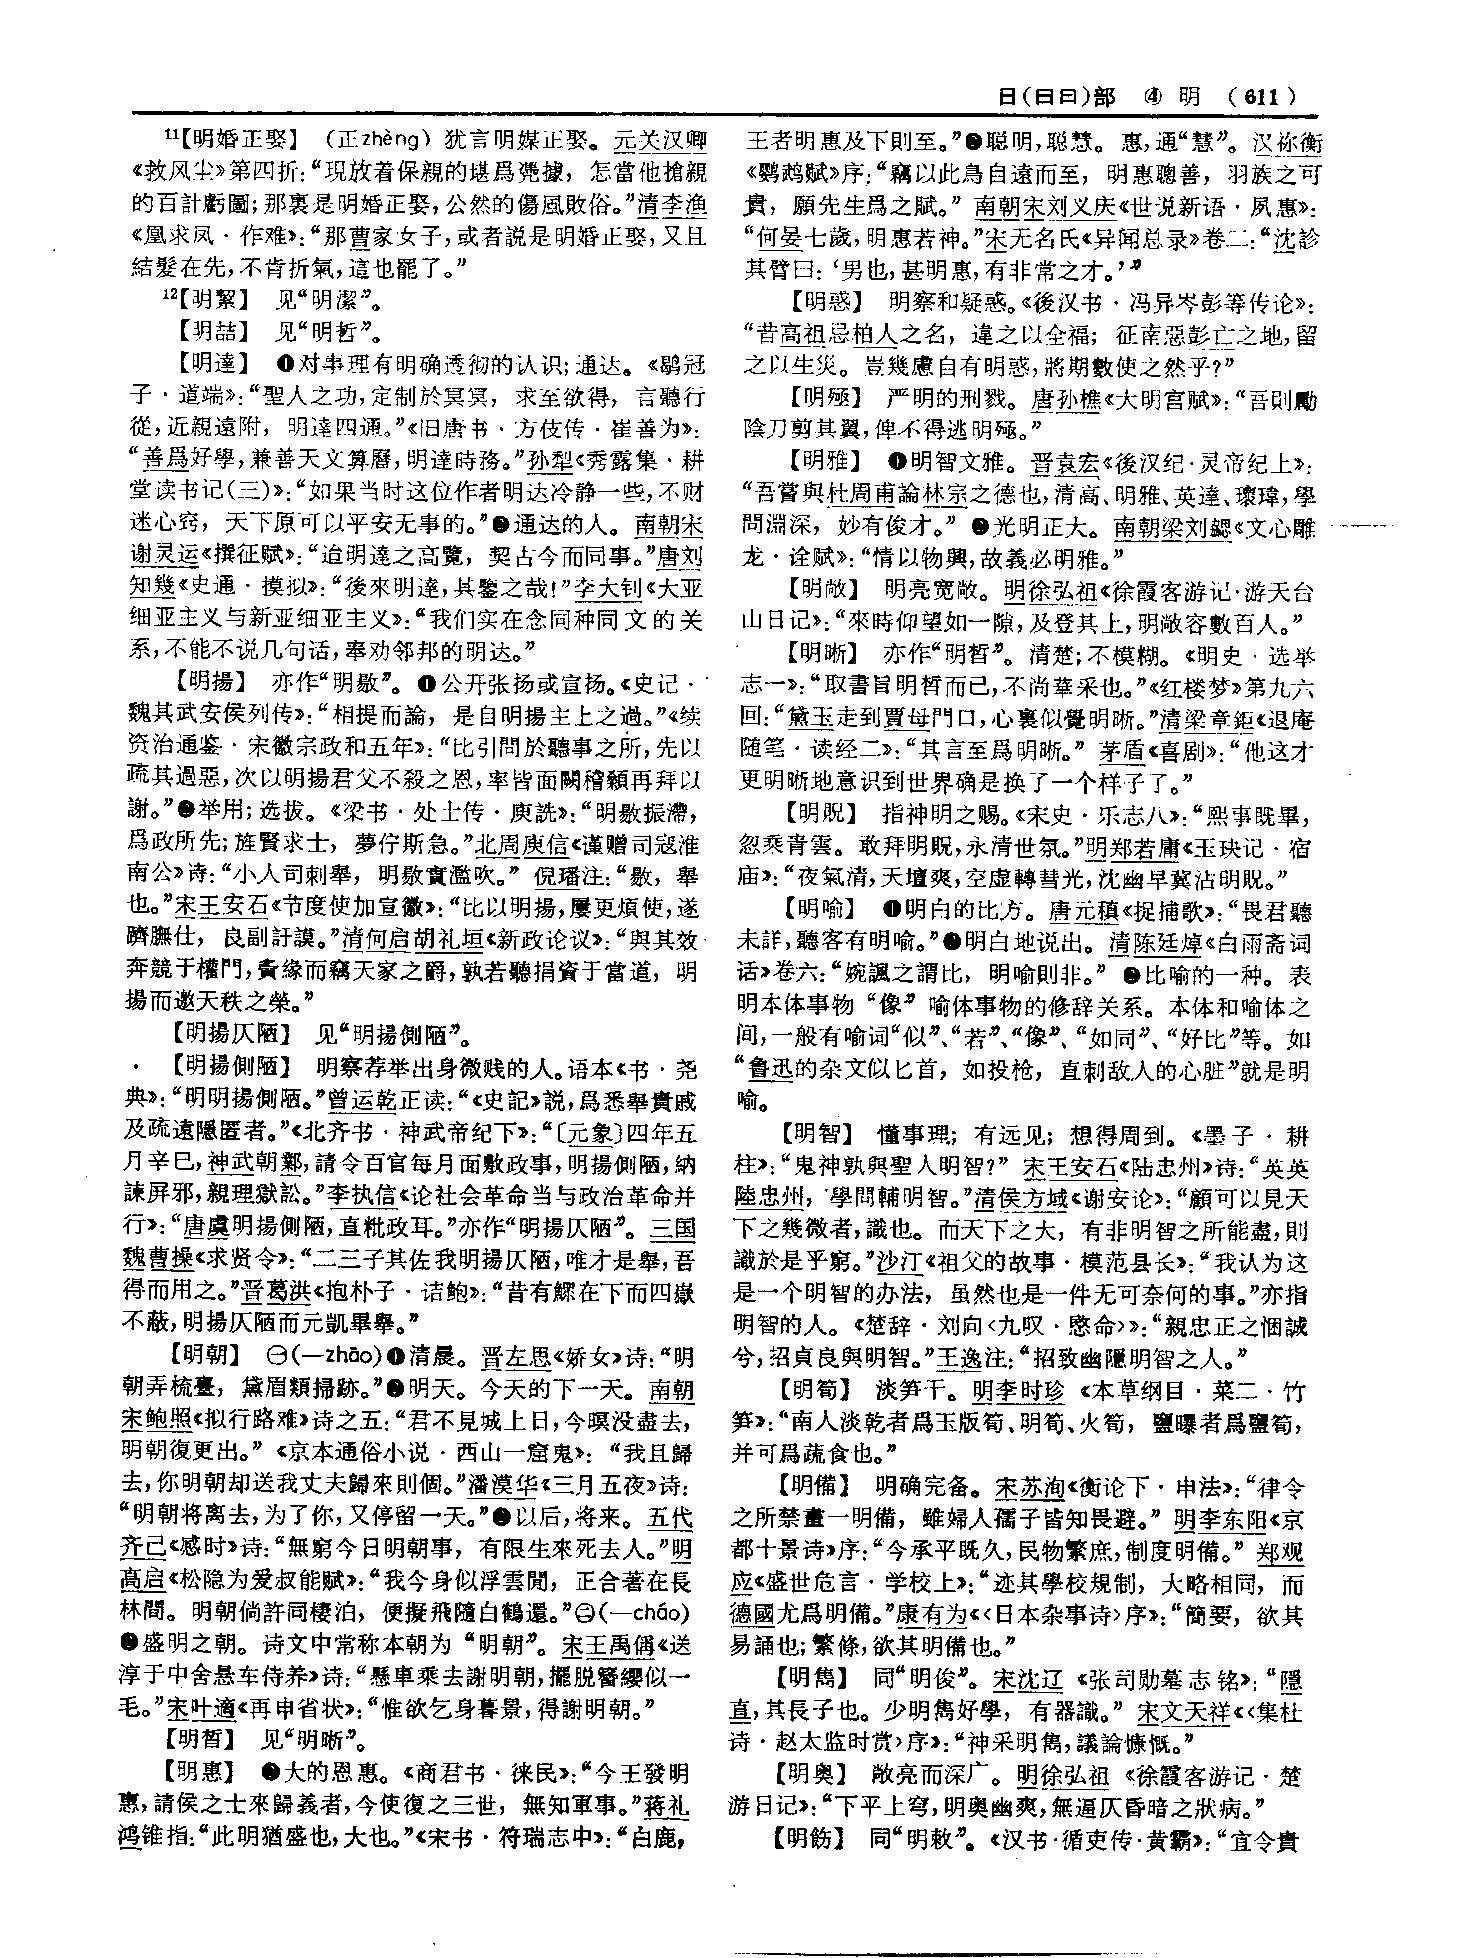 日(曰⺜)部 ④ 明 (611)
11【明婚正娶】 (正zhèng) 犹言明媒正娶。元关汉卿
《救风尘》第四折:“現放着保親的堪爲凴據, 怎當他搶親
的百計虧圖;那裏是明婚正娶,公然的傷風敗俗。”清李渔
《凰求凤·作难》:“那曹家女子,或者説是明婚正娶,又且
結髮在先,不肯折氣,這也罷了。”
12【明絜】 见“明潔”。
【明喆】 见“明哲”。
【明達】 ❶对事理有明确透彻的认识;通达。《鹖冠
子·道端》:“聖人之功,定制於冥冥, 求至欲得, 言聽行
從,近親遠附, 明達四通。”《旧唐书·方伎传·崔善为》:
“善爲好學,兼善天文算曆,明達時務。”孙犁《秀露集·耕
堂读书记(三)》:“如果当时这位作者明达冷静一些,不财
迷心窍, 天下原可以平安无事的。”❷通达的人。南朝宋
谢灵运《撰征赋》:“迨明達之高覽, 契古今而同事。”唐刘
知幾《史通·摸拟》:“後來明達,其鑒之哉!”李大钊《大亚
细亚主义与新亚细亚主义》:“我们实在念同种同文的关
系,不能不说几句话,奉劝邻邦的明达。”
【明揚】 亦作“明敭”。❶公开张扬或宣扬。《史记·
魏其武安侯列传》:“相提而論, 是自明揚主上之過。”《续
资治通鉴·宋徽宗政和五年》:“比引問於聽事之所,先以
疏其過惡,次以明揚君父不殺之恩,率皆面闕稽顙再拜以
謝。”❷举用;选拔。《梁书·处士传·庾詵》:“明敭振滯,
爲政所先;旌賢求士, 夢佇斯急。”北周庾信《谨赠司寇淮
南公》诗:“小人司刺舉, 明敭實濫吹。” 倪璠注:“敭, 舉
也。”宋王安石《节度使加宣徽》:“比以明揚,屢更煩使,遂
躋膴仕, 良副訏謨。”清何启胡礼垣《新政论议》:“與其效
奔競于權門,夤缘而竊天家之爵,孰若聽捐資于當道, 明
揚而邀天秩之榮。”
【明揚仄陋】 见“明揚側陋”。
【明揚側陋】 明察荐举出身微贱的人。语本《书·尧
典》:“明明揚側陋。”曾运乾正读:“《史記》説,爲悉舉貴戚
及疏遠隱匿者。”《北齐书·神武帝纪下》:“〔元象〕四年五
月辛巳,神武朝鄴,請令百官每月面敷政事,明揚側陋,納
諫屏邪,親理獄訟。”李执信《论社会革命当与政治革命并
行》:“唐虞明揚側陋,直秕政耳。”亦作“明揚仄陋”。三国
魏曹操《求贤令》:“二三子其佐我明揚仄陋,唯才是舉,吾
得而用之。”晋葛洪《抱朴子·诘鲍》:“昔有鰥在下而四嶽
不蔽,明揚仄陋而元凱畢舉。”
【明朝】 ㊀(—zhāo)❶清晨。晋左思《娇女》诗:“明
朝弄梳臺, 黛眉類掃跡。”❷明天。今天的下一天。南朝
宋鲍照《拟行路难》诗之五:“君不見城上日,今暝没盡去,
明朝復更出。” 《京本通俗小说·西山一窟鬼》: “我且歸
去,你明朝却送我丈夫歸來則個。”潘漠华《三月五夜》诗:
“明朝将离去,为了你,又停留一天。”❸以后,将来。五代
齐己《感时》诗:“無窮今日明朝事, 有限生來死去人。”明
高启《松隐为爱叔能赋》:“我今身似浮雲閒, 正合著在長
林間。明朝倘許同棲泊, 便擬飛隨白鶴還。”㊁(—cháo)
❶盛明之朝。诗文中常称本朝为“明朝”。宋王禹偁《送
淳于中舍悬车侍养》诗:“懸車乘去謝明朝,擺脱簪纓似一
毛。”宋叶適《再申省状》:“惟欲乞身暮景,得謝明朝。”
【明晳】 见“明晰”。
【明惠】 ❶大的恩惠。《商君书·徕民》:“今王發明
惠,請侯之士來歸義者,今使復之三世, 無知軍事。”蒋礼
鸿锥指:“此明猶盛也,大也。”《宋书·符瑞志中》:“白鹿,
王者明惠及下則至。”❷聪明,聪慧。惠,通“慧”。汉祢衡
《鹦鹉赋》序:“竊以此鳥自遠而至, 明惠聰善, 羽族之可
貴, 願先生爲之賦。” 南朝宋刘义庆《世说新语·夙惠》:
“何晏七歲,明惠若神。”宋无名氏《异闻总录》卷二:“沈診
其臂曰:‘男也,甚明惠,有非常之才。’”
【明惑】 明察和疑惑。《後汉书·冯异岑彭等传论》:
“昔高祖忌柏人之名, 違之以全福; 征南惡彭亡之地,留
之以生災。豈幾慮自有明惑,將期數使之然乎?”
【明殛】 严明的刑戮。唐孙樵《大明宫赋》:“吾則勵
陰刀剪其翼,俾不得逃明殛。”
【明雅】 ❶明智文雅。晋袁宏《後汉纪·灵帝纪上》:
“吾嘗與杜周甫論林宗之德也,清高、明雅、英達、瓌瑋,學
問淵深, 妙有俊才。” ❷光明正大。南朝梁刘勰《文心雕
龙·诠赋》:“情以物興,故義必明雅。”
【明敞】 明亮宽敞。明徐弘祖《徐霞客游记·游天台
山日记》:“來時仰望如一隙,及登其上,明敞容數百人。”
【明晰】 亦作“明晳”。清楚;不模糊。《明史·选举
志一》:“取書旨明晳而已,不尚華采也。”《红楼梦》第九六
回:“黛玉走到賈母門口,心裏似覺明晰。”清梁章鉅《退庵
随笔·读经二》:“其言至爲明晰。” 茅盾《喜剧》:“他这才
更明晰地意识到世界确是换了一个样子了。”
【明貺】 指神明之赐。《宋史·乐志八》:“熙事既畢,
忽乘青雲。敢拜明貺,永清世氛。”明郑若庸《玉玦记·宿
庙》:“夜氣清,天壇爽,空虚轉彗光,沈幽早冀沾明貺。”
【明喻】 ❶明白的比方。唐元稹《捉捕歌》:“畏君聽
未詳,聽客有明喻。”❷明白地说出。清陈廷焯《白雨斋词
话》卷六:“婉諷之謂比, 明喻則非。” ❸比喻的一种。表
明本体事物“像”喻体事物的修辞关系。本体和喻体之
间,一般有喻词“似”、“若”、“像”、“如同”、“好比”等。如
“鲁迅的杂文似匕首, 如投枪, 直刺敌人的心脏”就是明
喻。
【明智】 懂事理; 有远见; 想得周到。《墨子·耕
柱》:“鬼神孰與聖人明智?” 宋王安石《陆忠州》诗:“英英
陸忠州, 學問輔明智。”清侯方域《谢安论》:“顧可以見天
下之幾微者,識也。而天下之大, 有非明智之所能盡,則
識於是乎窮。”沙汀《祖父的故事·模范县长》:“我认为这
是一个明智的办法, 虽然也是一件无可奈何的事。”亦指
明智的人。《楚辞·刘向〈九叹·愍命〉》:“親忠正之悃誠
兮,招貞良與明智。”王逸注:“招致幽隱明智之人。”
【明筍】 淡笋干。明李时珍《本草纲目·菜二·竹
笋》:“南人淡乾者爲玉版筍、明筍、火筍, 鹽曝者爲鹽筍,
并可爲蔬食也。”
【明備】 明确完备。宋苏洵《衡论下·申法》:“律令
之所禁畫一明備, 雖婦人孺子皆知畏避。” 明李东阳《京
都十景诗》序:“今承平既久,民物繁庶,制度明備。” 郑观
应《盛世危言·学校上》:“迹其學校規制, 大略相同, 而
德國尤爲明備。”康有为《〈日本杂事诗〉序》:“簡要, 欲其
易誦也;繁條,欲其明備也。”
【明雋】 同“明俊”。宋沈辽《张司勋墓志铭》:“隱
直,其長子也。少明雋好學, 有器識。” 宋文天祥《〈集杜
诗·赵太监时赏〉序》:“神采明雋,議論慷慨。”
【明奥】 敞亮而深广。明徐弘祖《徐霞客游记·楚
游日记》:“下平上穹,明奥幽爽,無逼仄昏暗之狀病。”
【明飭】 同“明敕”。《汉书·循吏传·黄霸》:“宜令貴